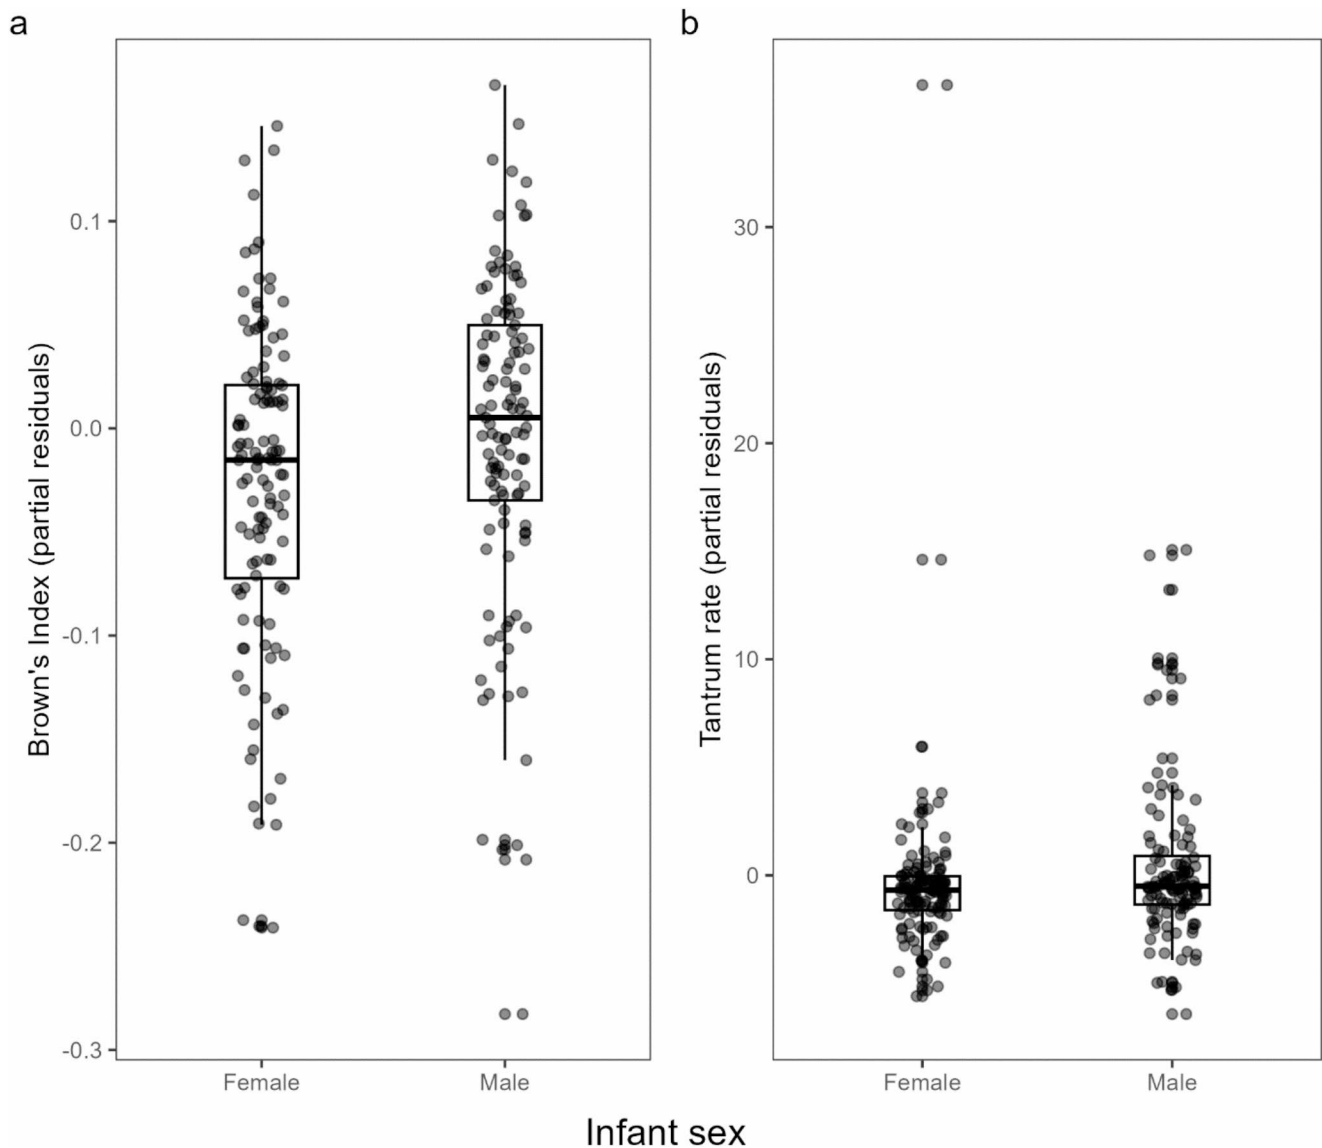 a
b
Brown's Index (partial residuals)
0.1
0.0
-0.1
-0.2
-0.3
Female
Male
Tantrum rate (partial residuals)
30
20
10
0
Female
Male
Infant sex